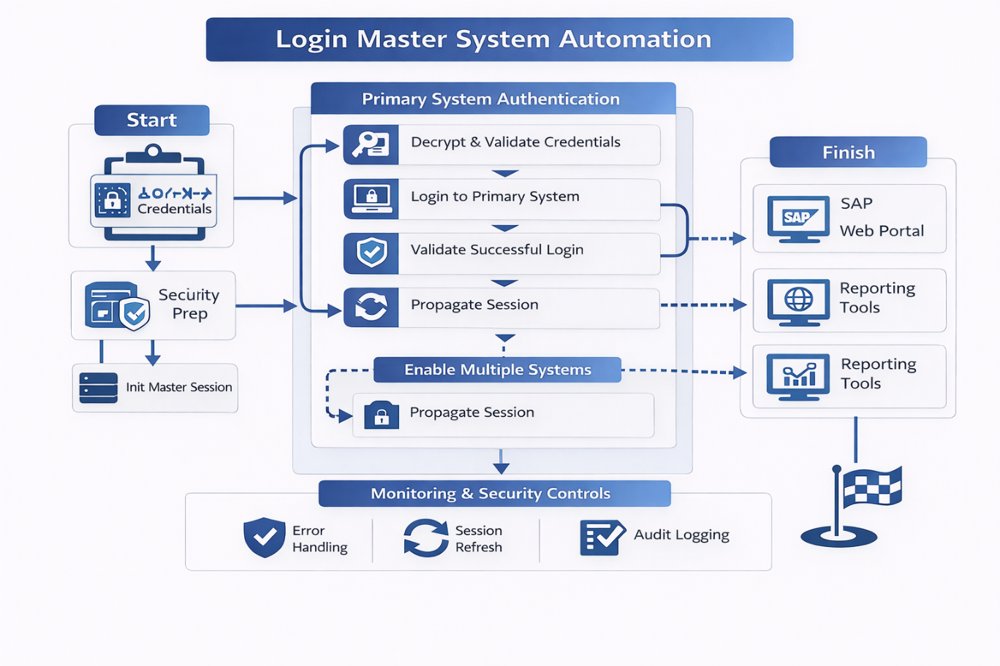 Login Master System Automation
Start
Credentials
Security
Prep
Init Master Session
Primary System Authentication
Decrypt & Validate Credentials
Login to Primary System
Validate Successful Login
Propagate Session
Enable Multiple Systems
Propagate Session
Finish
SAP
SAP
Web Portal
Reporting
Tools
Reporting
Tools
Monitoring & Security Controls
Error
Handling
Session
Refresh
Audit Logging